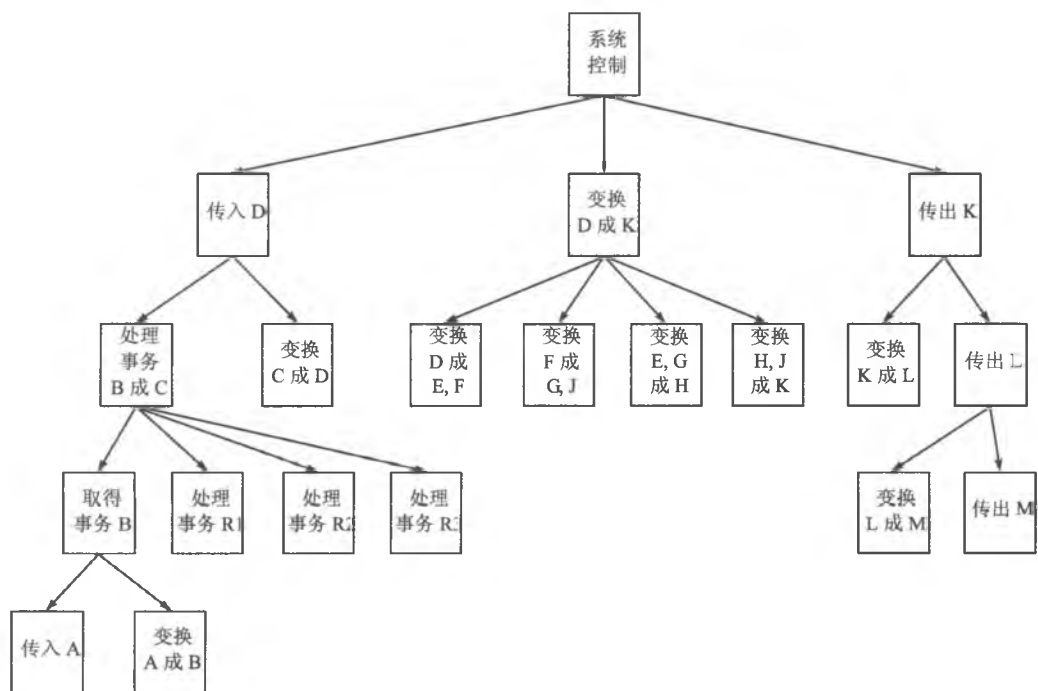 系统
控制
传入 D
变换
D 成 K
传出 K
处理
事务
B 成 C
变换
C 成 D
变换
D 成
E, F
变换
F 成
G, J
变换
E, G
成 H
变换
H, J
成 K
变换
K 成 L
传出 L
取得
事务 B
处理
事务 R1
处理
事务 R2
处理
事务 R3
变换
L 成 M
传出 M
传入 A
变换
A 成 B